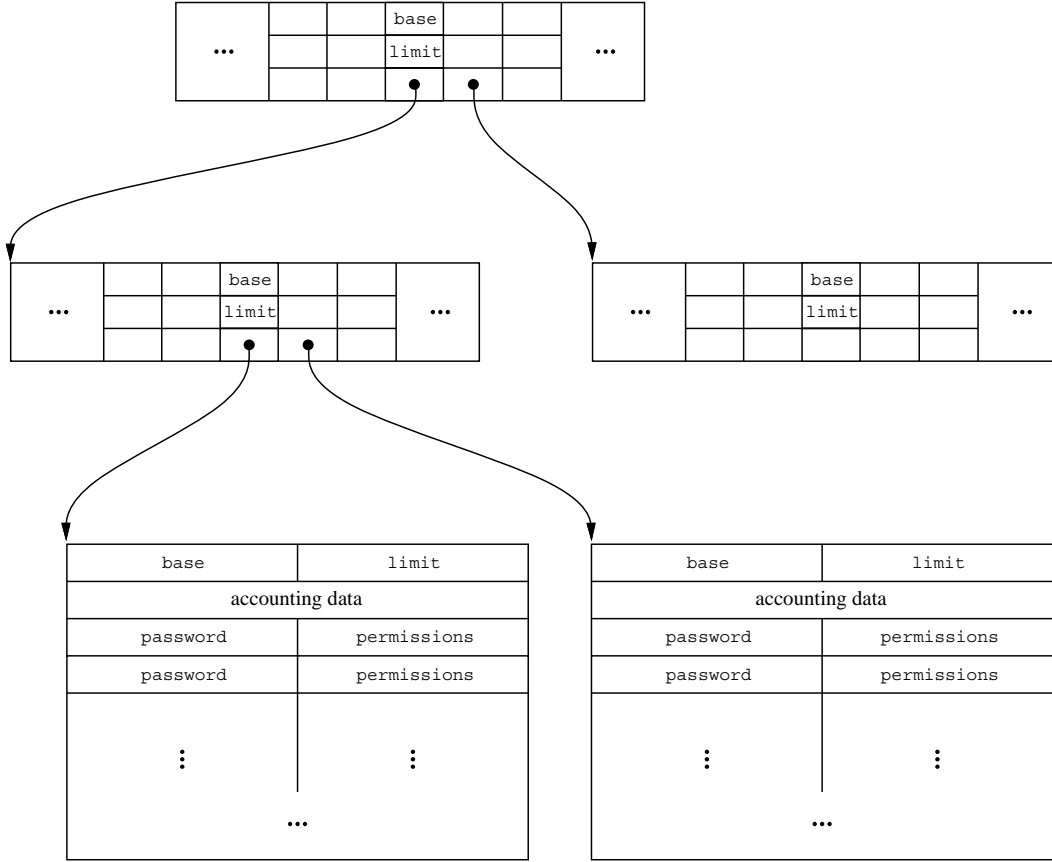 base
... limit ...
base base
... limit ... ... limit ...
base limit base limit
accounting data accounting data
password permissions password permissions
password permissions password permissions
⋮ ⋮ ⋮ ⋮
... ...